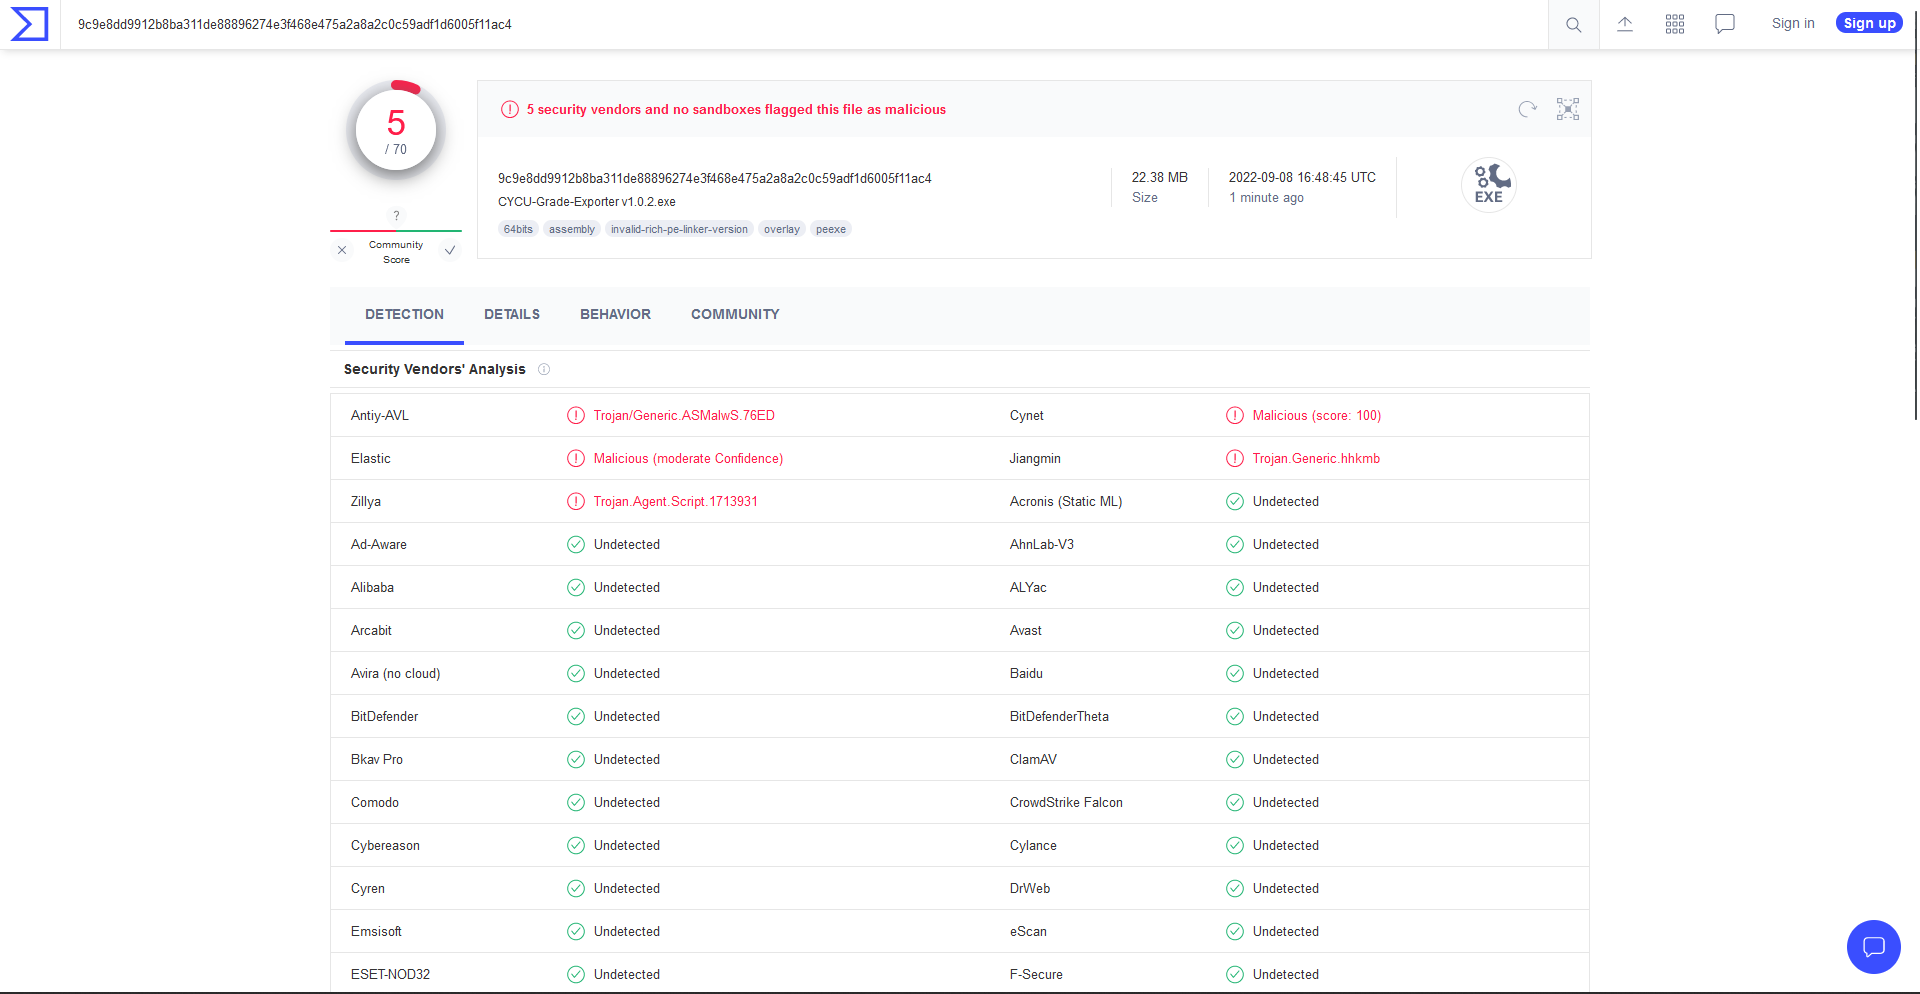 9c9e8dd9912b8ba311de88896274e3f468e475a2a8a2c0c59adf1d6005f11ac4
Sign in
Sign up
5
/ 70
?
Community
Score
5 security vendors and no sandboxes flagged this file as malicious
9c9e8dd9912b8ba311de88896274e3f468e475a2a8a2c0c59adf1d6005f11ac4
CYCU-Grade-Exporter v1.0.2.exe
64bits assembly invalid-rich-pe-linker-version overlay peexe
22.38 MB
Size
2022-09-08 16:48:45 UTC
1 minute ago
EXE
DETECTION DETAILS BEHAVIOR COMMUNITY
Security Vendors' Analysis
Antiy-AVL Trojan/Generic.ASMalwS.76ED Cynet Malicious (score: 100)
Elastic Malicious (moderate Confidence) Jiangmin Trojan.Generic.hhkmb
Zillya Trojan.Agent.Script.1713931 Acronis (Static ML) Undetected
Ad-Aware Undetected AhnLab-V3 Undetected
Alibaba Undetected ALYac Undetected
Arcabit Undetected Avast Undetected
Avira (no cloud) Undetected Baidu Undetected
BitDefender Undetected BitDefenderTheta Undetected
Bkav Pro Undetected ClamAV Undetected
Comodo Undetected CrowdStrike Falcon Undetected
Cybereason Undetected Cylance Undetected
Cyren Undetected DrWeb Undetected
Emsisoft Undetected eScan Undetected
ESET-NOD32 Undetected F-Secure Undetected